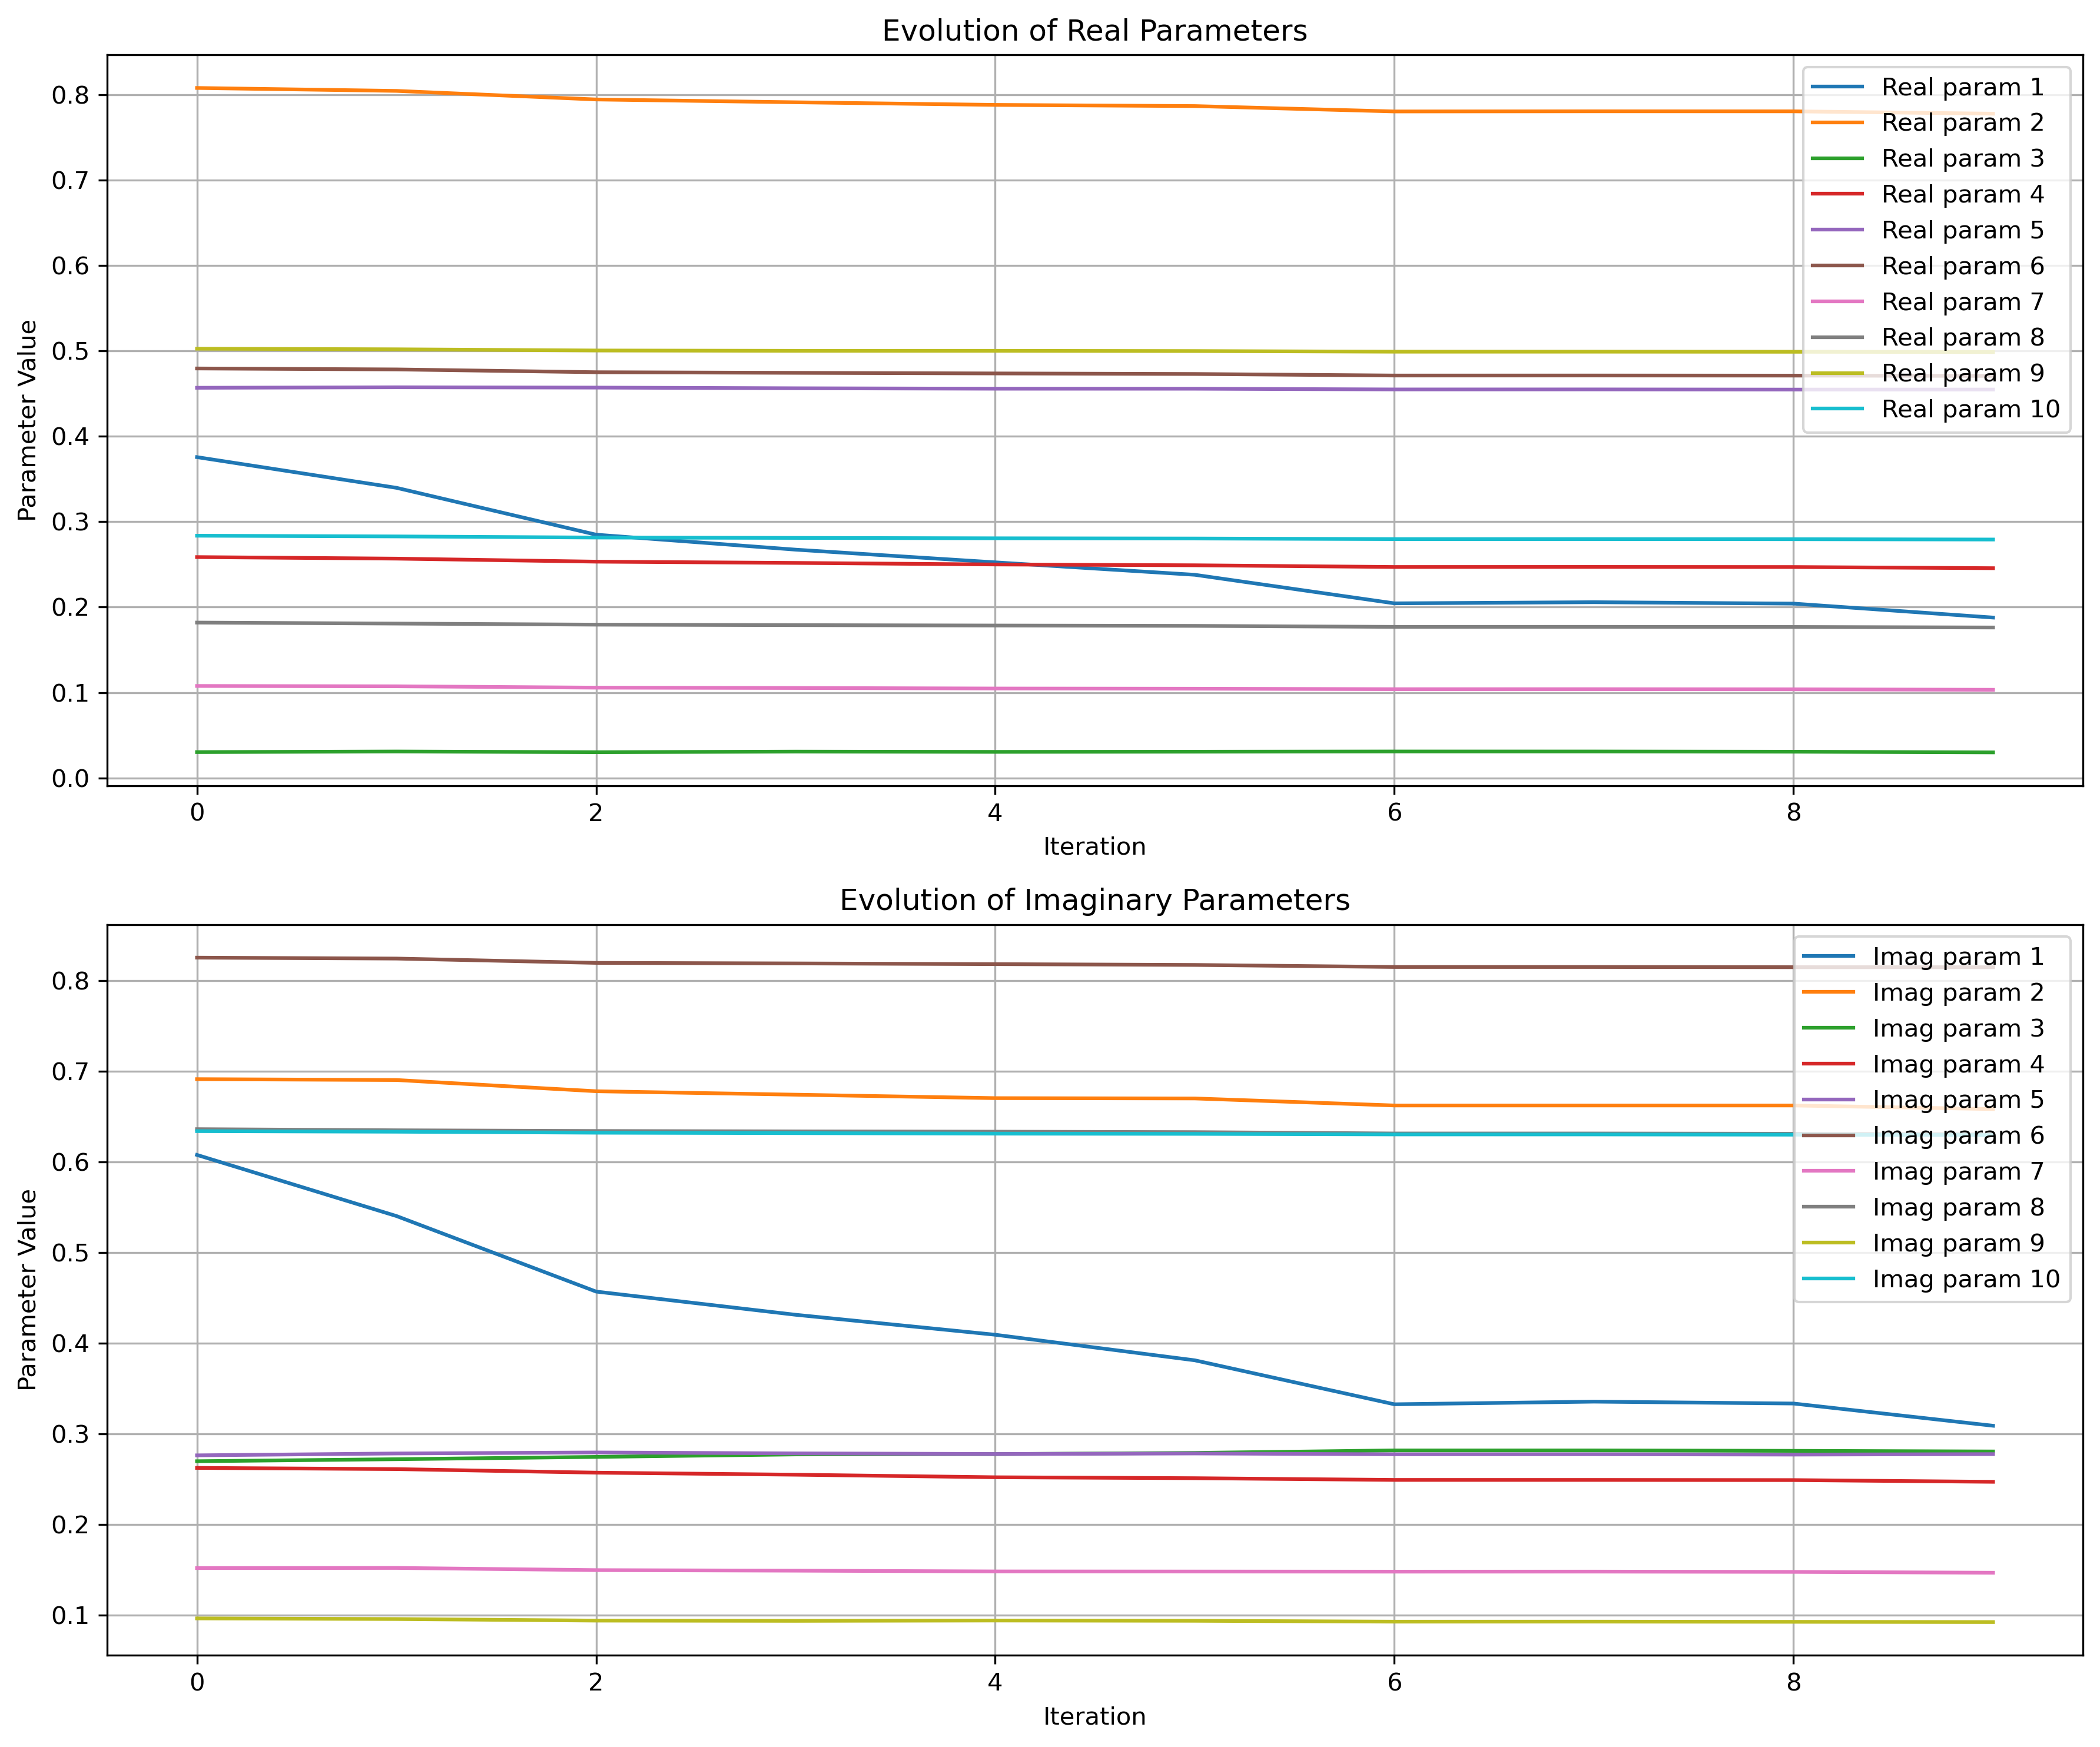 Evolution of Real Parameters
Parameter Value
0.8
0.7
0.6
0.5
0.4
0.3
0.2
0.1
0.0
0 2 4 6 8
Iteration
Real param 1
Real param 2
Real param 3
Real param 4
Real param 5
Real param 6
Real param 7
Real param 8
Real param 9
Real param 10
Evolution of Imaginary Parameters
Parameter Value
0.8
0.7
0.6
0.5
0.4
0.3
0.2
0.1
0 2 4 6 8
Iteration
Imag param 1
Imag param 2
Imag param 3
Imag param 4
Imag param 5
Imag param 6
Imag param 7
Imag param 8
Imag param 9
Imag param 10